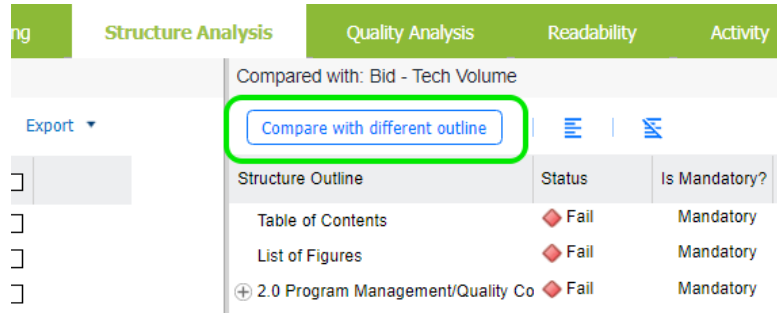 ng Structure Analysis Quality Analysis Readability Activity
Compared with: Bid - Tech Volume
Export Compare with different outline
Structure Outline Status Is Mandatory?
Table of Contents Fail Mandatory
List of Figures Fail Mandatory
2.0 Program Management/Quality Co Fail Mandatory